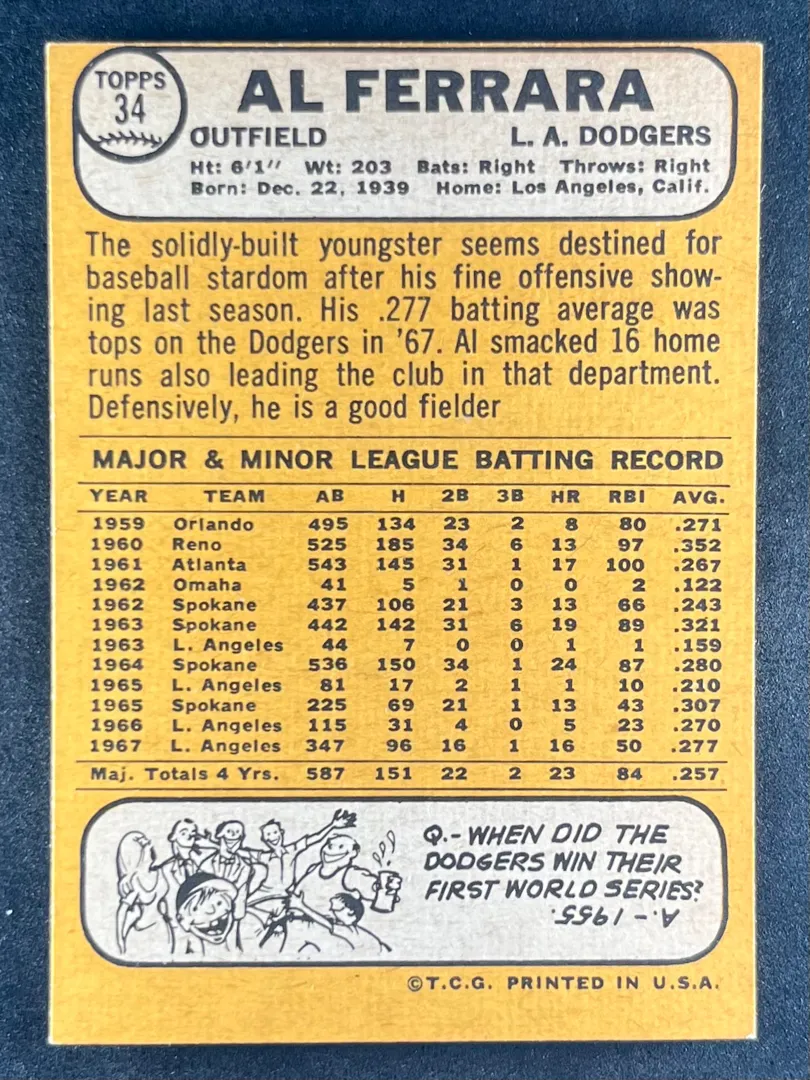 TOPPS
34
AL FERRARA
OUTFIELD L. A. DODGERS
Ht: 6'1" Wt: 203 Bats: Right Throws: Right
Born: Dec. 22, 1939 Home: Los Angeles, Calif.
The solidly-built youngster seems destined for
baseball stardom after his fine offensive show-
ing last season. His .277 batting average was
tops on the Dodgers in '67. Al smacked 16 home
runs also leading the club in that department.
Defensively, he is a good fielder
MAJOR & MINOR LEAGUE BATTING RECORD
YEAR TEAM AB H 2B 3B HR RBI AVG.
1959 Orlando 495 134 23 2 8 80 .271
1960 Reno 525 185 34 6 13 97 .352
1961 Atlanta 543 145 31 1 17 100 .267
1962 Omaha 41 5 1 0 0 2 .122
1962 Spokane 437 106 21 3 13 66 .243
1963 Spokane 442 142 31 6 19 89 .321
1963 L. Angeles 44 7 0 0 1 1 .159
1964 Spokane 536 150 34 1 24 87 .280
1965 L. Angeles 81 17 2 1 1 10 .210
1965 Spokane 225 69 21 1 13 43 .307
1966 L. Angeles 115 31 4 0 5 23 .270
1967 L. Angeles 347 96 16 1 16 50 .277
Maj. Totals 4 Yrs. 587 151 22 2 23 84 .257
Q.- WHEN DID THE
DODGERS WIN THEIR
FIRST WORLD SERIES?
A.- 1955.
©T.C.G. PRINTED IN U.S.A.